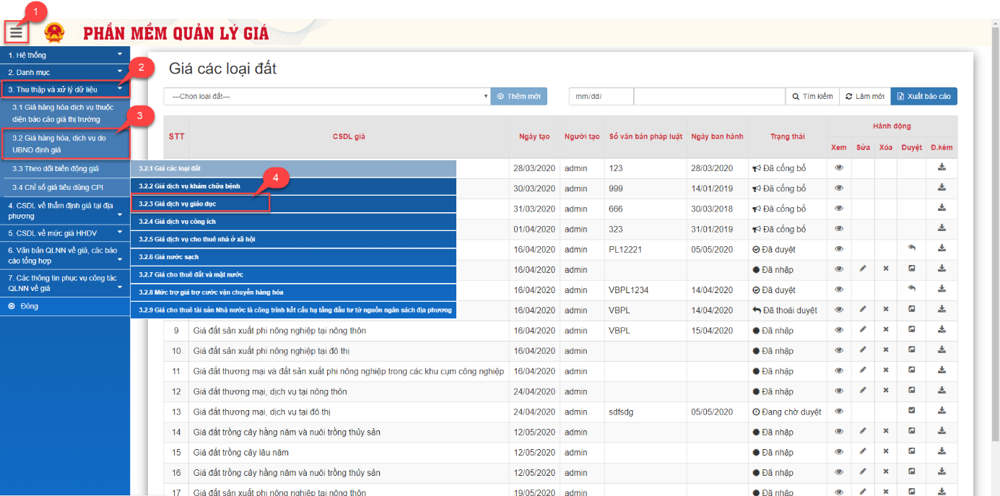 1
PHẦN MỀM QUẢN LÝ GIÁ
1. Hệ thống
2. Danh mục
2
3. Thu thập và xử lý dữ liệu
3.1 Giá hàng hóa dịch vụ thuộc
diện báo cáo giá thị trường
3
3.2 Giá hàng hóa, dịch vụ do
UBND định giá
3.3 Theo dõi biến động giá
3.4 Chỉ số giá tiêu dùng CPI
4. CSDL về thẩm định giá tại địa
phương
5. CSDL về mức giá HHDV
6. Văn bản QLNN về giá, các báo
cáo tổng hợp
7. Các thông tin phục vụ công tác
QLNN về giá
Đóng
3.2.1 Giá các loại đất
3.2.2 Giá dịch vụ khám chữa bệnh
4
3.2.3 Giá dịch vụ giáo dục
3.2.4 Giá dịch vụ công ích
3.2.5 Giá dịch vụ cho thuê nhà ở xã hội
3.2.6 Giá nước sạch
3.2.7 Giá cho thuê đất và mặt nước
3.2.8 Mức trợ giá trợ cước vận chuyển hàng hóa
3.2.9 Giá cho thuê tài sản Nhà nước là công trình kết cấu hạ tầng đầu tư từ nguồn ngân sách địa phương
Giá các loại đất
---Chọn loại đất--- Thêm mới mm/dd/ Tìm kiếm Làm mới Xuất báo cáo
STT CSDL giá Ngày tạo Người tạo Số văn bản pháp luật Ngày ban hành Trạng thái Hành động
Xem Sửa Xóa Duyệt Đ.kèm
28/03/2020 admin 123 28/03/2020 Đã công bố
30/03/2020 admin 999 14/01/2019 Đã công bố
31/03/2020 admin 666 30/03/2018 Đã công bố
01/04/2020 admin 323 31/01/2019 Đã công bố
16/04/2020 admin PL12221 05/05/2020 Đã duyệt
16/04/2020 admin Đã nhập
16/04/2020 admin VBPL1234 14/04/2020 Đã duyệt
16/04/2020 admin VBPL 14/04/2020 Đã thoái duyệt
9 Giá đất sản xuất phi nông nghiệp tại nông thôn 16/04/2020 admin VBPL 15/04/2020 Đã nhập
10 Giá đất sản xuất phi nông nghiệp tại đô thị 16/04/2020 admin Đã nhập
11 Giá đất thương mại và đất sản xuất phi nông nghiệp trong các khu cụm công nghiệp 16/04/2020 admin Đã nhập
12 Giá đất thương mại, dịch vụ tại nông thôn 24/04/2020 admin Đã nhập
13 Giá đất thương mại, dịch vụ tại đô thị 24/04/2020 admin sdfsdg 05/05/2020 Đang chờ duyệt
14 Giá đất trồng cây hằng năm và nuôi trồng thủy sản 12/05/2020 admin Đã nhập
15 Giá đất trồng cây lâu năm 12/05/2020 admin Đã nhập
16 Giá đất trồng cây hằng năm và nuôi trồng thủy sản 12/05/2020 admin Đã nhập
17 Giá đất sản xuất phi nông nghiệp tại nông thôn 19/05/2020 admin Đã nhập